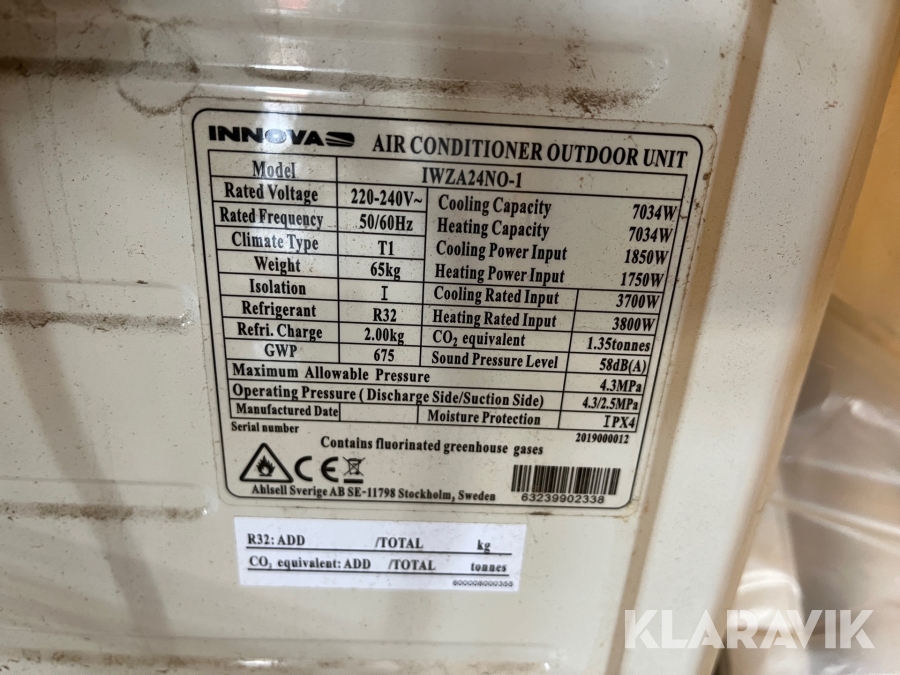 INNOVA AIR CONDITIONER OUTDOOR UNIT
Model IWZA24NO-1
Rated Voltage 220-240V~ Cooling Capacity 7034W
Rated Frequency 50/60Hz Heating Capacity 7034W
Climate Type T1 Cooling Power Input 1850W
Weight 65kg Heating Power Input 1750W
Isolation I Cooling Rated Input 3700W
Refrigerant R32 Heating Rated Input 3800W
Refri. Charge 2.00kg CO₂ equivalent 1.35tonnes
GWP 675 Sound Pressure Level 58dB(A)
Maximum Allowable Pressure 4.3MPa
Operating Pressure (Discharge Side/Suction Side) 4.3/2.5MPa
Manufactured Date Moisture Protection IPX4
Serial number 2019000012
Contains fluorinated greenhouse gases
CE
Ahlsell Sverige AB SE-11798 Stockholm, Sweden 63239902338
R32: ADD /TOTAL kg
CO₂ equivalent: ADD /TOTAL tonnes
600008000355
KLARAVIK